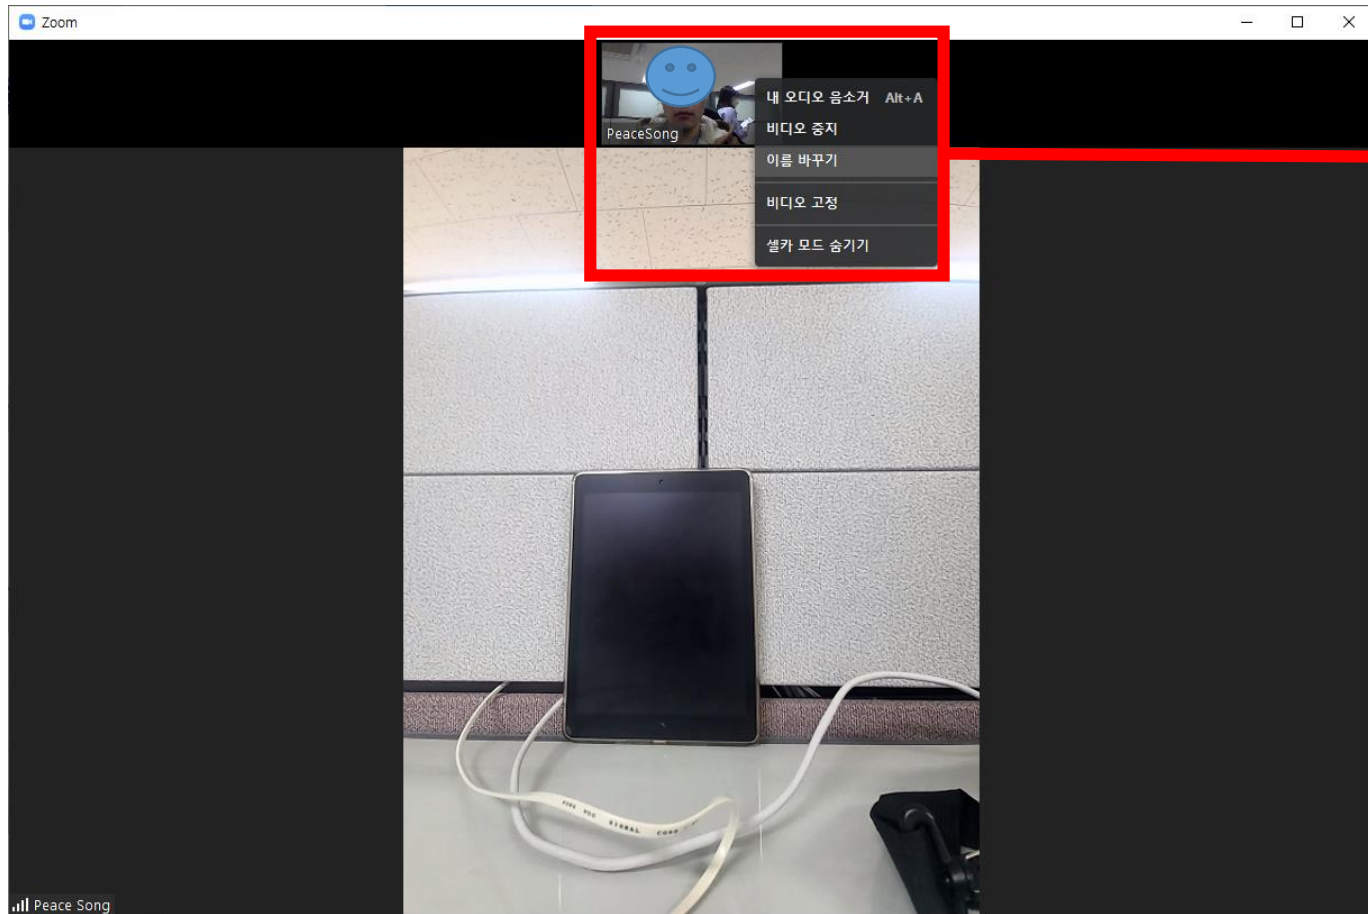 Zoom
PeaceSong
내 오디오 음소거 Alt+A
비디오 중지
이름 바꾸기
비디오 고정
셀카 모드 숨기기
SIGNAL
Peace Song